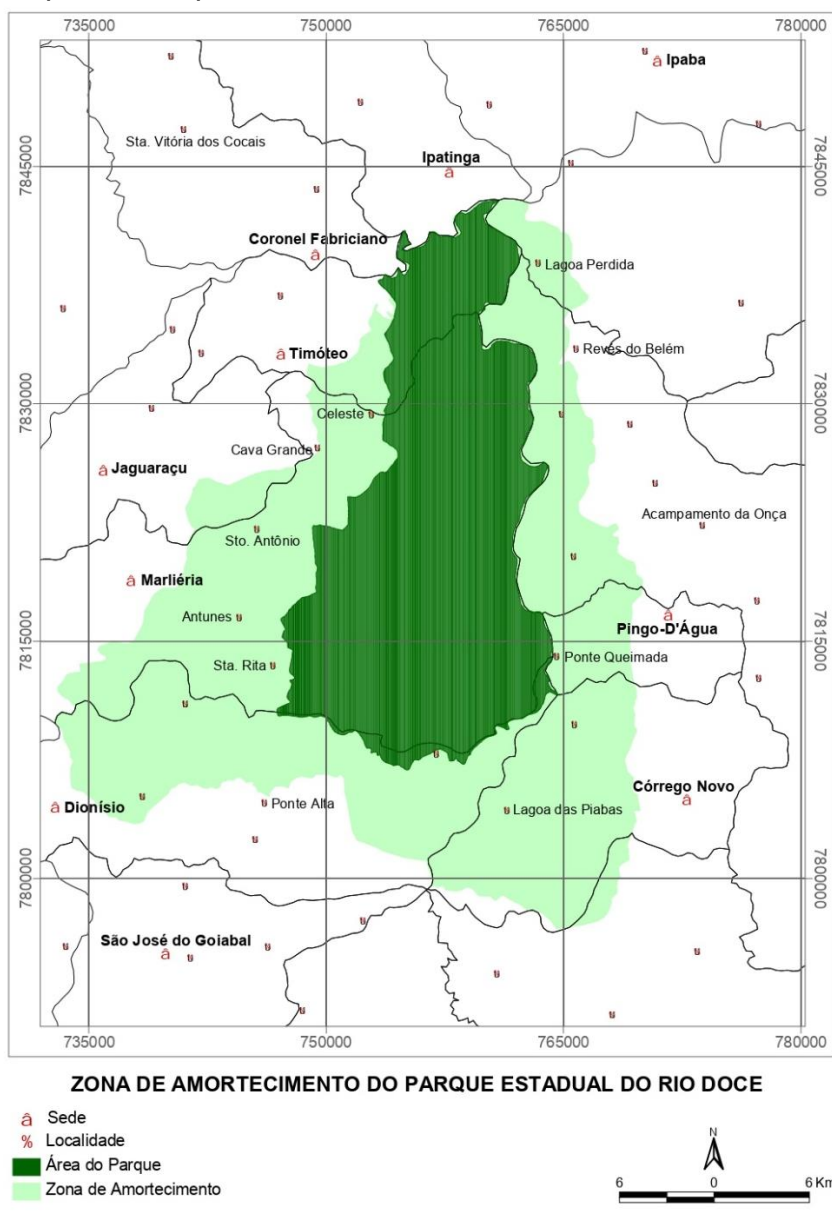 735000 750000 765000 780000
Ipaba
Sta. Vitória dos Cocais
Ipatinga
7845000 7845000
Coronel Fabriciano
Lagoa Perdida
Timóteo
Revés do Belém
7830000 7830000
Celeste
Cava Grande
Jaguaraçu
Acampamento da Onça
Sto. Antônio
Marliéria
Antunes
Pingo-D'Água
7815000 7815000
Ponte Queimada
Sta. Rita
Córrego Novo
Dionísio
Ponte Alta
Lagoa das Piabas
7800000 7800000
São José do Goiabal
735000 750000 765000 780000
ZONA DE AMORTECIMENTO DO PARQUE ESTADUAL DO RIO DOCE
â Sede
% Localidade
Área do Parque
Zona de Amortecimento
N
6 0 6 Km